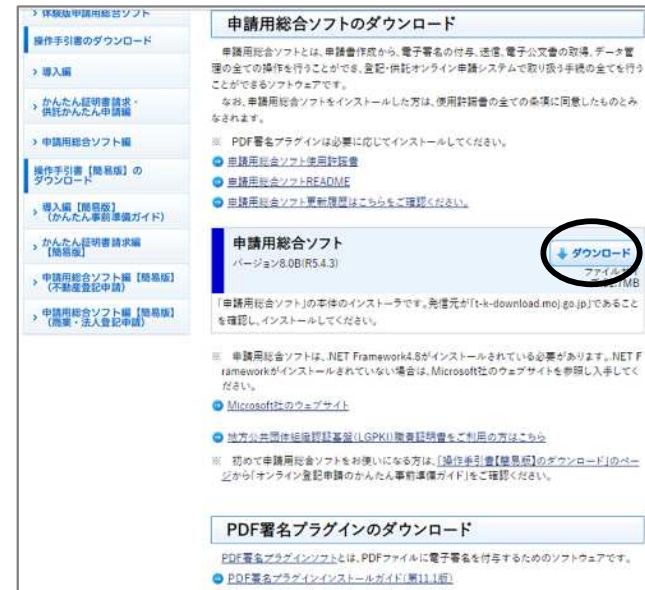 > 体験版申請用総合ソフト
操作手引書のダウンロード
> 導入編
> かんたん証明書請求・
供託かんたん申請編
> 申請用総合ソフト編
操作手引書【簡易版】の
ダウンロード
> 導入編【簡易版】
(かんたん事前準備ガイド)
> かんたん証明書請求編
【簡易版】
> 申請用総合ソフト編【簡易版】
(不動産登記申請)
> 申請用総合ソフト編【簡易版】
(商業・法人登記申請)
申請用総合ソフトのダウンロード
申請用総合ソフトとは、申請書作成から、電子署名の付与、送信、電子公文書の取得、データ管
理の全ての操作を行うことができ、登記・供託オンライン申請システムで取り扱う手続の全てを行う
ことができるソフトウェアです。
なお、申請用総合ソフトをインストールした方は、使用許諾書の全ての条項に同意したものとみ
なされます。
※ PDF署名プラグインは必要に応じてインストールしてください。
申請用総合ソフト使用許諾書
申請用総合ソフトREADME
申請用総合ソフト更新履歴はこちらをご確認ください。
申請用総合ソフト
バージョン8.0B(R5.4.3)
ダウンロード
「申請用総合ソフト」の本体のインストーラです。発信元が「t-k-download.moj.go.jp」であること
を確認し、インストールしてください。
※ 申請用総合ソフトは、.NET Framework4.8がインストールされている必要があります。.NET F
rameworkがインストールされていない場合は、Microsoft社のウェブサイトを参照し入手してく
ださい。
Microsoft社のウェブサイト
地方公共団体組織認証基盤(LGPKI)職責証明書をご利用の方はこちら
※ 初めて申請用総合ソフトをお使いになる方は、「操作手引書【簡易版】のダウンロード」のペー
ジから「オンライン登記申請のかんたん事前準備ガイド」をご確認ください。
PDF署名プラグインのダウンロード
PDF署名プラグインソフトとは、PDFファイルに電子署名を付与するためのソフトウェアです。
PDF署名プラグインインストールガイド(第11.1版)